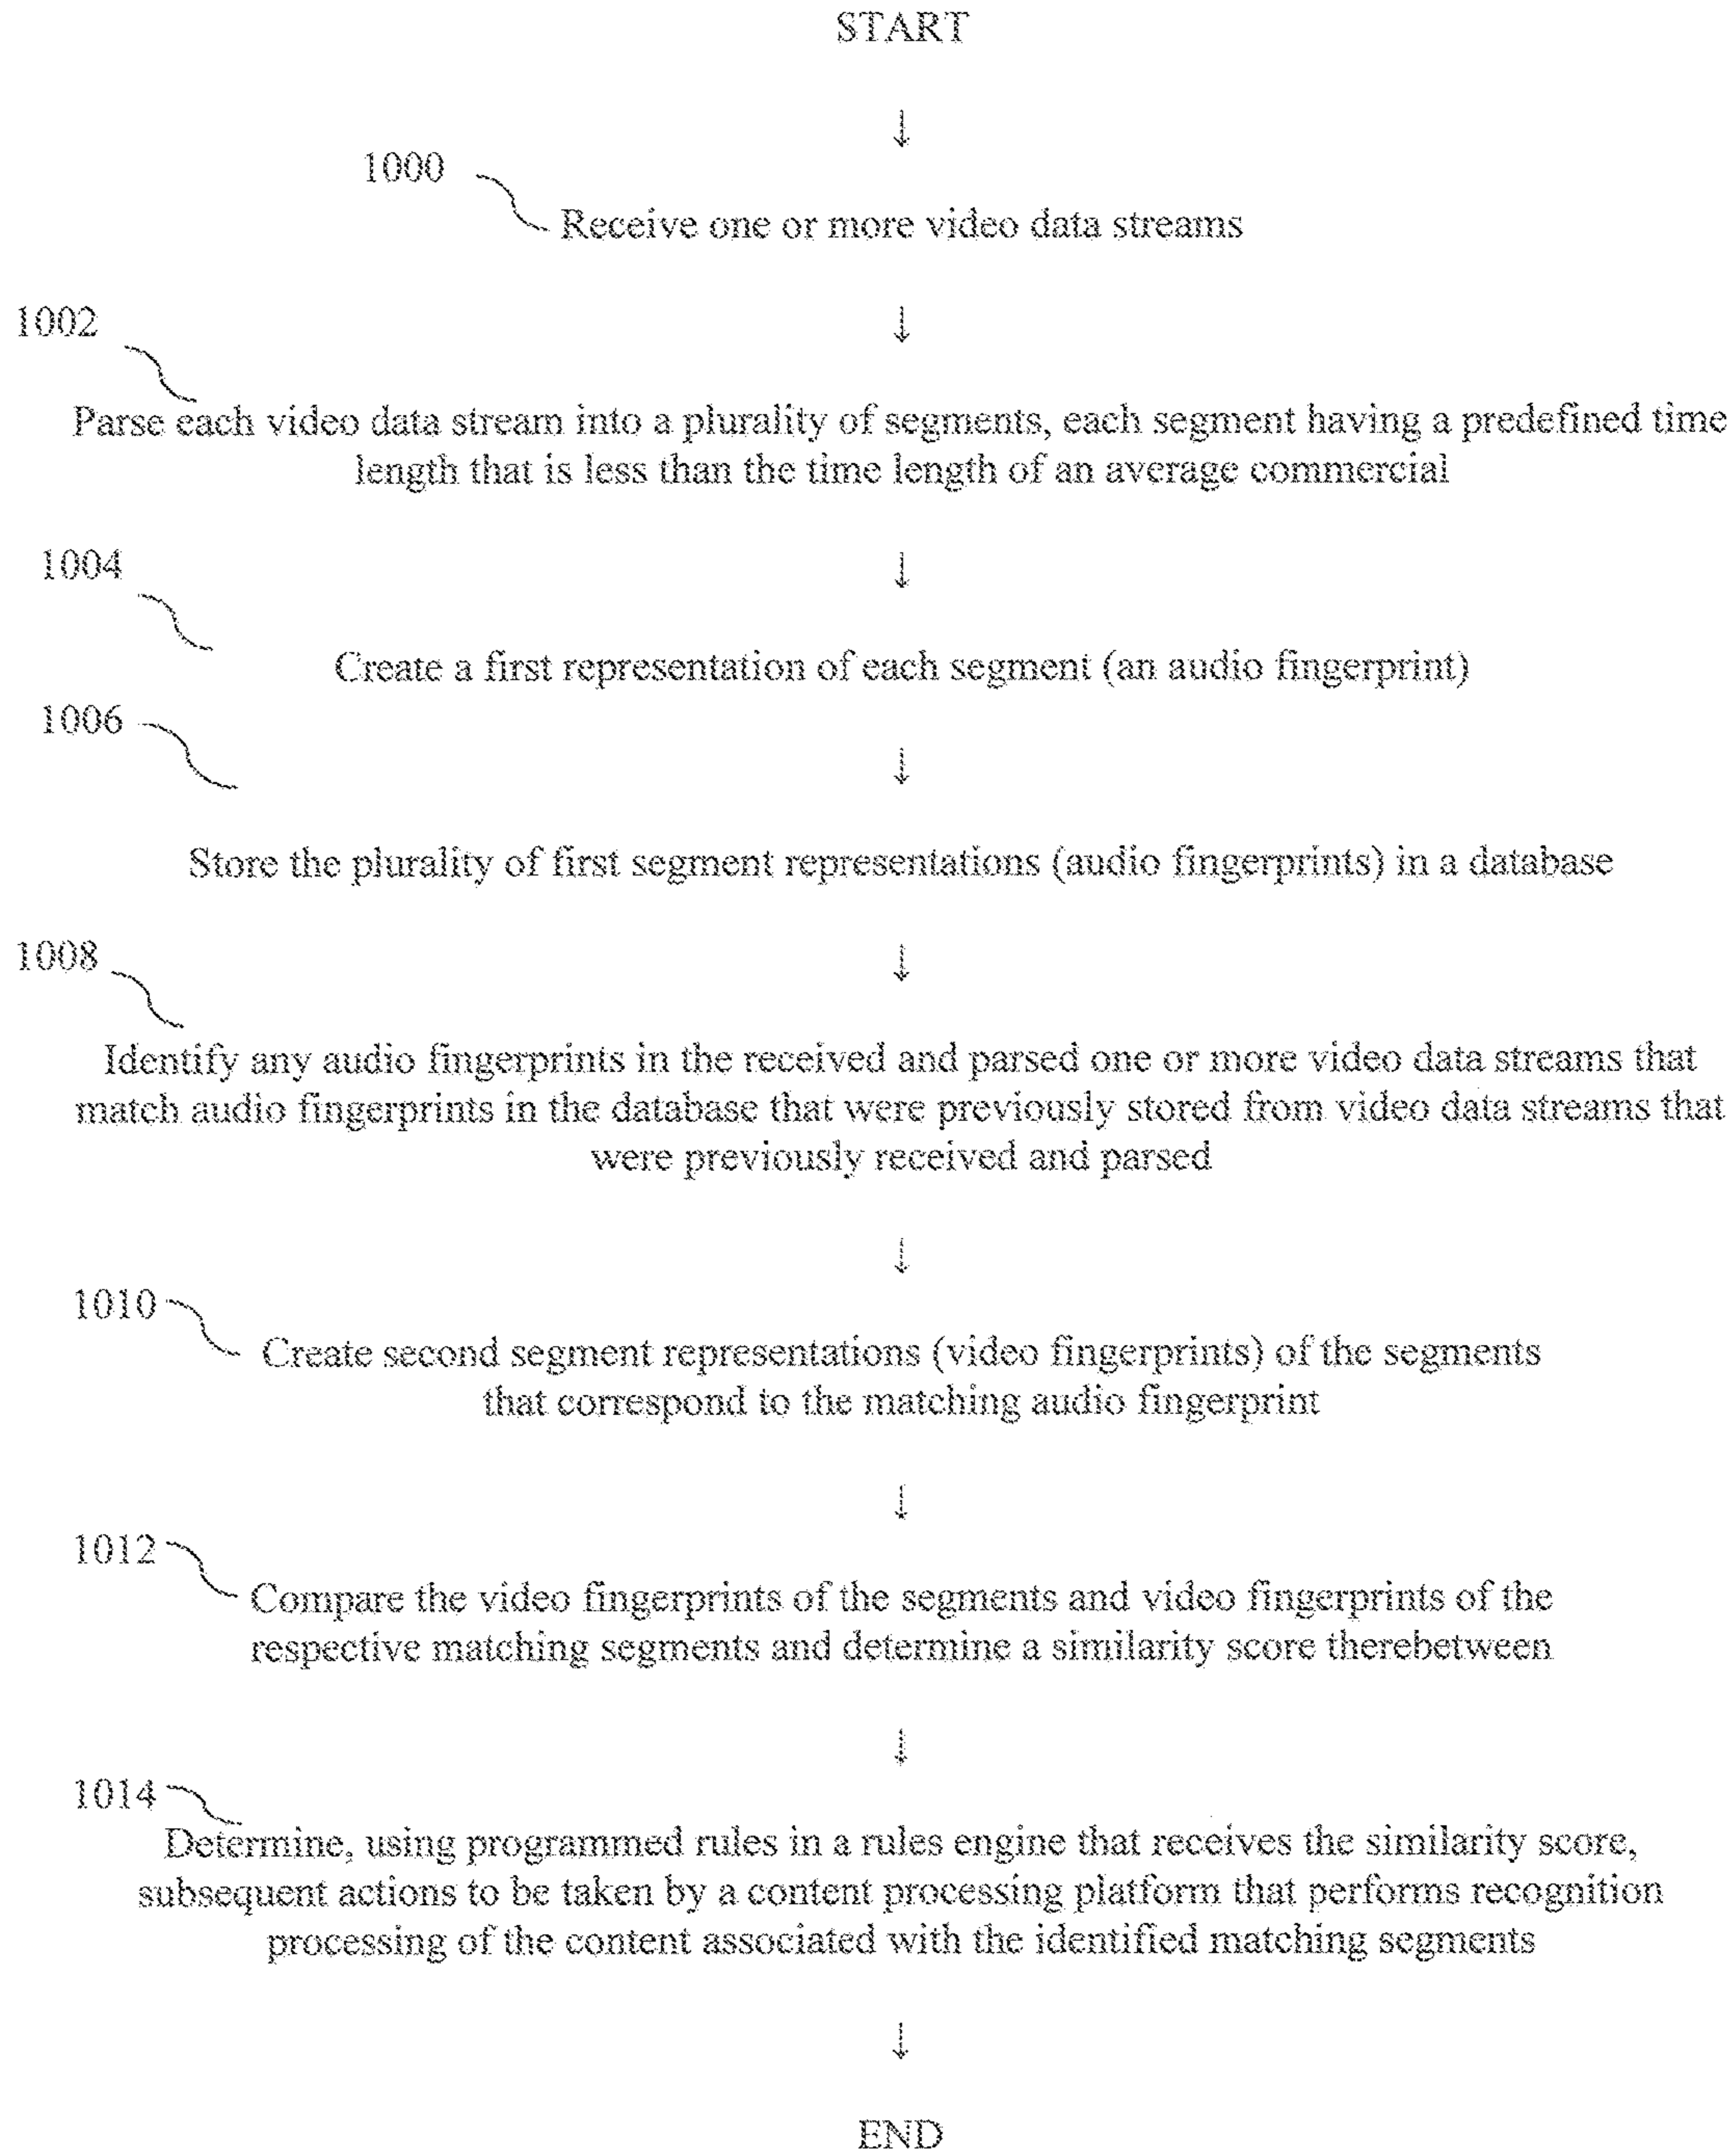 START
↓
1000
Receive one or more video data streams
↓
1002
Parse each video data stream into a plurality of segments, each segment having a predefined time
length that is less than the time length of an average commercial
↓
1004
Create a first representation of each segment (an audio fingerprint)
1006
↓
Store the plurality of first segment representations (audio fingerprints) in a database
1008
↓
Identify any audio fingerprints in the received and parsed one or more video data streams that
match audio fingerprints in the database that were previously stored from video data streams that
were previously received and parsed
↓
1010
Create second segment representations (video fingerprints) of the segments
that correspond to the matching audio fingerprint
↓
1012
Compare the video fingerprints of the segments and video fingerprints of the
respective matching segments and determine a similarity score therebetween
↓
1014
Determine, using programmed rules in a rules engine that receives the similarity score,
subsequent actions to be taken by a content processing platform that performs recognition
processing of the content associated with the identified matching segments
↓
END